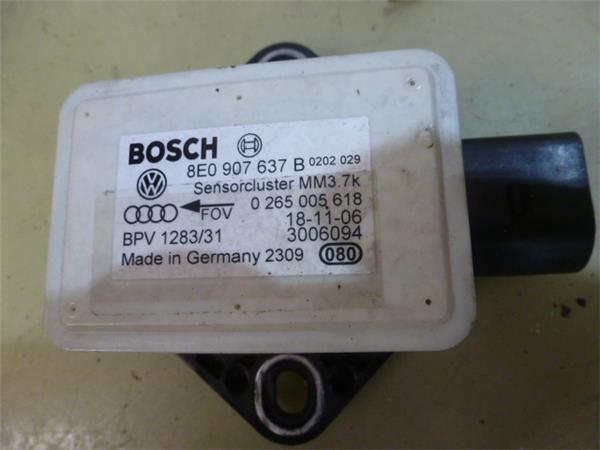 BOSCH
8E0 907 637 B 0202 029
Sensorcluster MM3.7k
0 265 005 618
FOV
18-11-06
BPV 1283/31 3006094
Made in Germany 2309 080